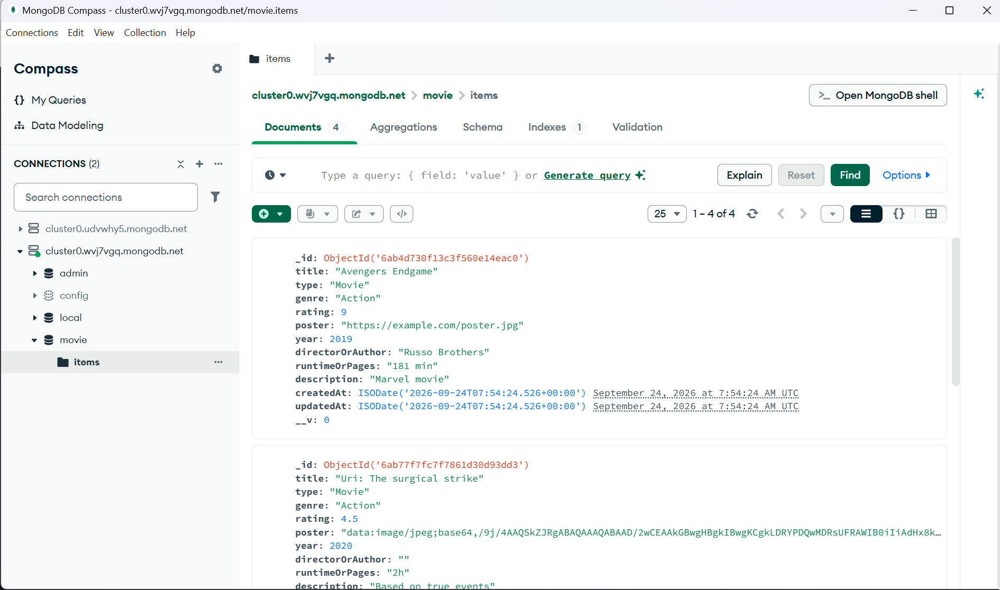 MongoDB Compass - cluster0.wvj7vgq.mongodb.net/movie.items
Connections Edit View Collection Help
Compass
My Queries
Data Modeling
CONNECTIONS (2)
Search connections
cluster0.udvwhy5.mongodb.net
cluster0.wvj7vgq.mongodb.net
admin
config
local
movie
items
items
cluster0.wvj7vgq.mongodb.net > movie > items
>_ Open MongoDB shell
Documents 4 Aggregations Schema Indexes 1 Validation
Type a query: { field: 'value' } or Generate query
Explain Reset Find Options
25 1 – 4 of 4
_id: ObjectId('6ab4d730f13c3f560e14eac0')
title: "Avengers Endgame"
type: "Movie"
genre: "Action"
rating: 9
poster: "https://example.com/poster.jpg"
year: 2019
directorOrAuthor: "Russo Brothers"
runtimeOrPages: "181 min"
description: "Marvel movie"
createdAt: ISODate('2026-09-24T07:54:24.526+00:00') September 24, 2026 at 7:54:24 AM UTC
updatedAt: ISODate('2026-09-24T07:54:24.526+00:00') September 24, 2026 at 7:54:24 AM UTC
__v: 0
_id: ObjectId('6ab77f7fc7f7861d30d93dd3')
title: "Uri: The surgical strike"
type: "Movie"
genre: "Action"
rating: 4.5
poster: "data:image/jpeg;base64,/9j/4AAQSkZJRgABAQAAAQABAAD/2wCEAAkGBwgHBgkIBwgKCgkLDRYPDQwMDRsUFRAWIB0iIiAdHx8k…
year: 2020
directorOrAuthor: ""
runtimeOrPages: "2h"
description: "Based on true events"